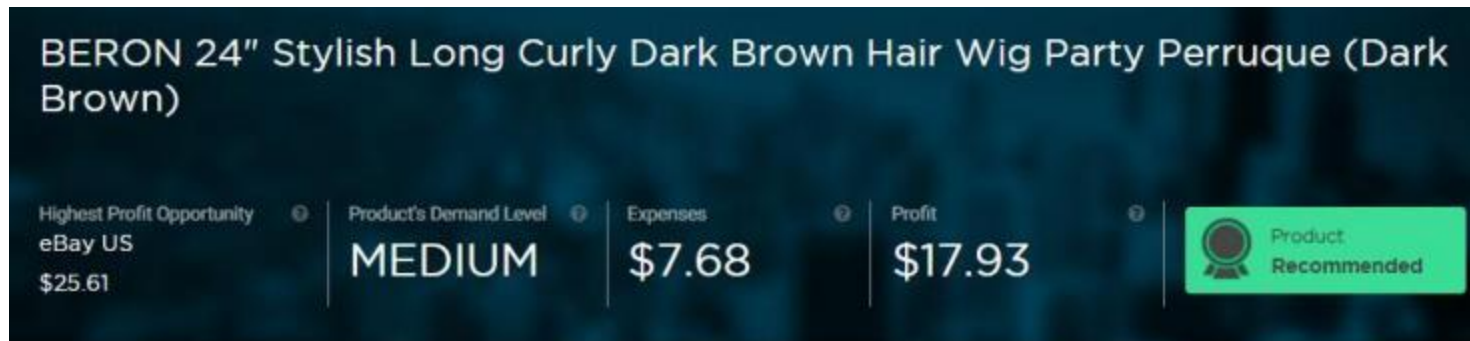 BERON 24" Stylish Long Curly Dark Brown Hair Wig Party Perruque (Dark
Brown)
Highest Profit Opportunity
eBay US
$25.61
Product's Demand Level
MEDIUM
Expenses
$7.68
Profit
$17.93
Product
Recommended